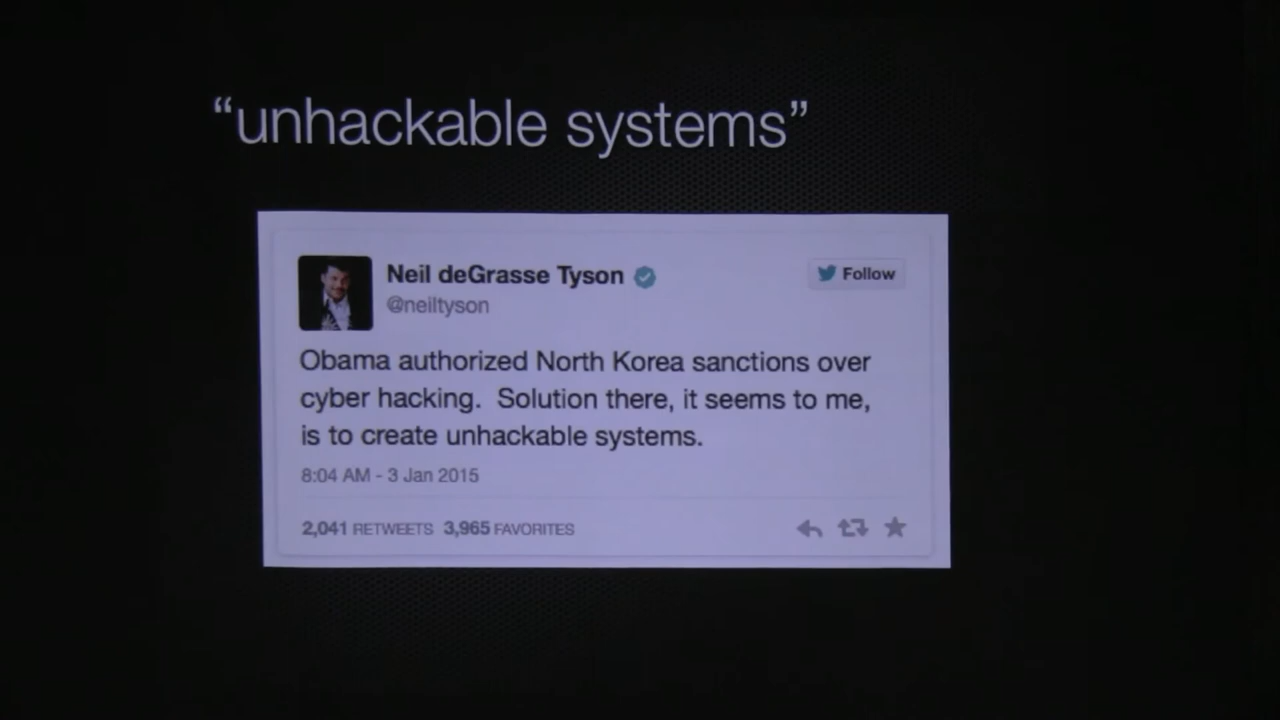 “unhackable systems”
Neil deGrasse Tyson
Follow
@neiltyson
Obama authorized North Korea sanctions over
cyber hacking. Solution there, it seems to me,
is to create unhackable systems.
8:04 AM - 3 Jan 2015
2,041 RETWEETS 3,965 FAVORITES